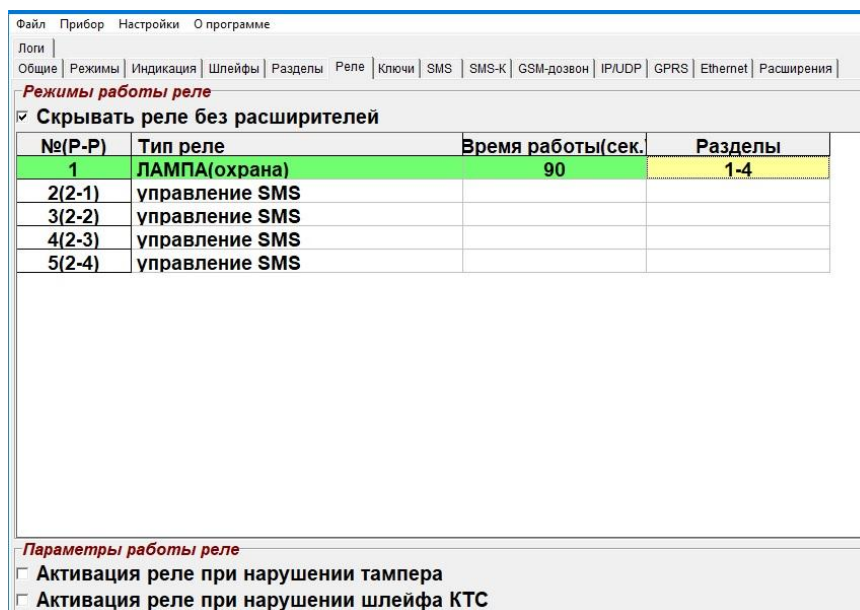 Файл Прибор Настройки О программе
Логи
Общие Режимы Индикация Шлейфы Разделы Реле Ключи SMS SMS-К GSM-дозвон IP/UDP GPRS Ethernet Расширения
Режимы работы реле
Скрывать реле без расширителей
№(Р-Р) Тип реле Время работы(сек.) Разделы
1 ЛАМПА(охрана) 90 1-4
2(2-1) управление SMS
3(2-2) управление SMS
4(2-3) управление SMS
5(2-4) управление SMS
Параметры работы реле
Активация реле при нарушении тампера
Активация реле при нарушении шлейфа КТС